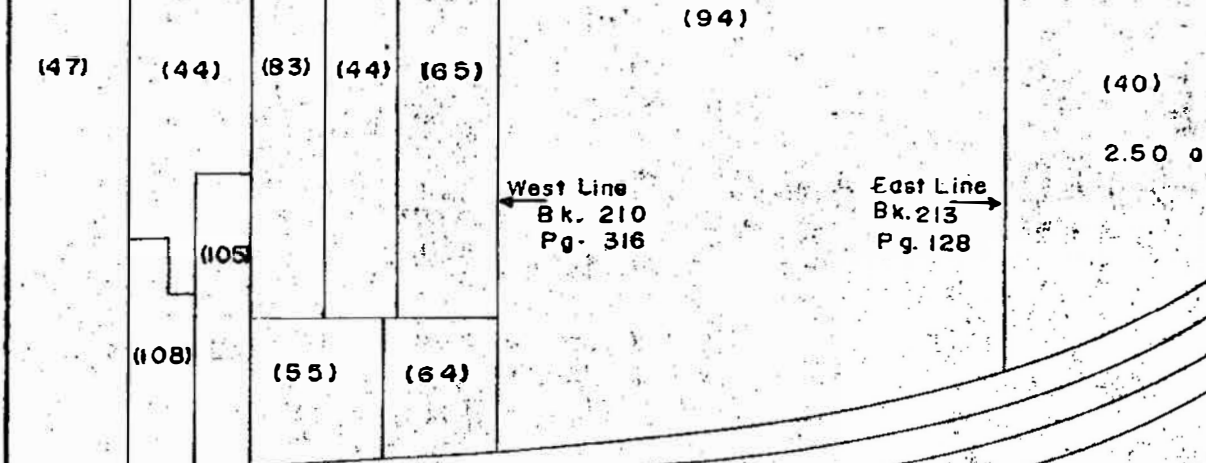 (94)
(47)
(44)
(83)
(44)
(65)
(40)
2.50 a
West Line
Bk. 210
Pg. 316
East Line
Bk. 213
Pg. 128
(105)
(108)
(55)
(64)